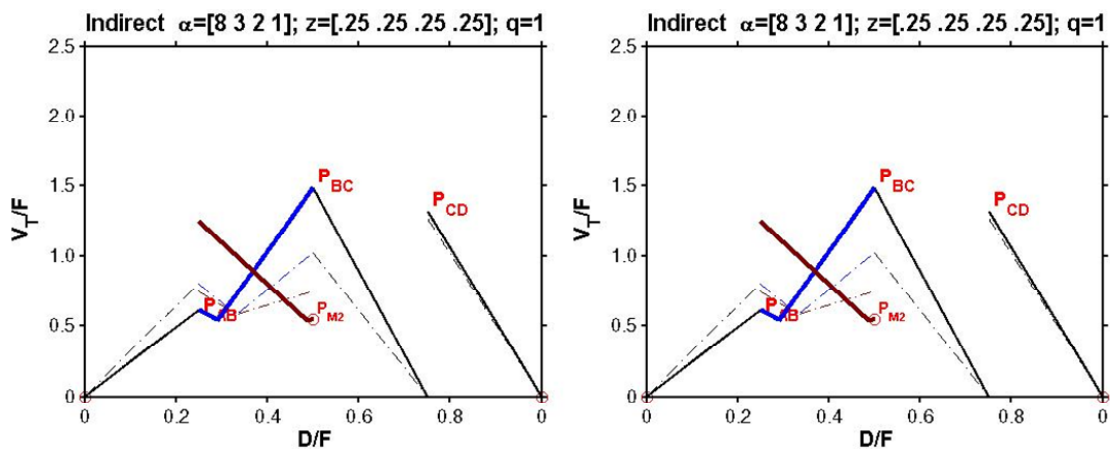 Indirect α=[8 3 2 1]; z=[.25 .25 .25 .25]; q=1
2.5
2.0
1.5
1.0
0.5
0
V_T/F
P_BC
P_CD
P_AB
P_M2
0 0.2 0.4 0.6 0.8 0
D/F
Indirect α=[8 3 2 1]; z=[.25 .25 .25 .25]; q=1
2.5
2.0
1.5
1.0
0.5
0
V_T/F
P_BC
P_CD
P_AB
P_M2
0 0.2 0.4 0.6 0.8 0
D/F